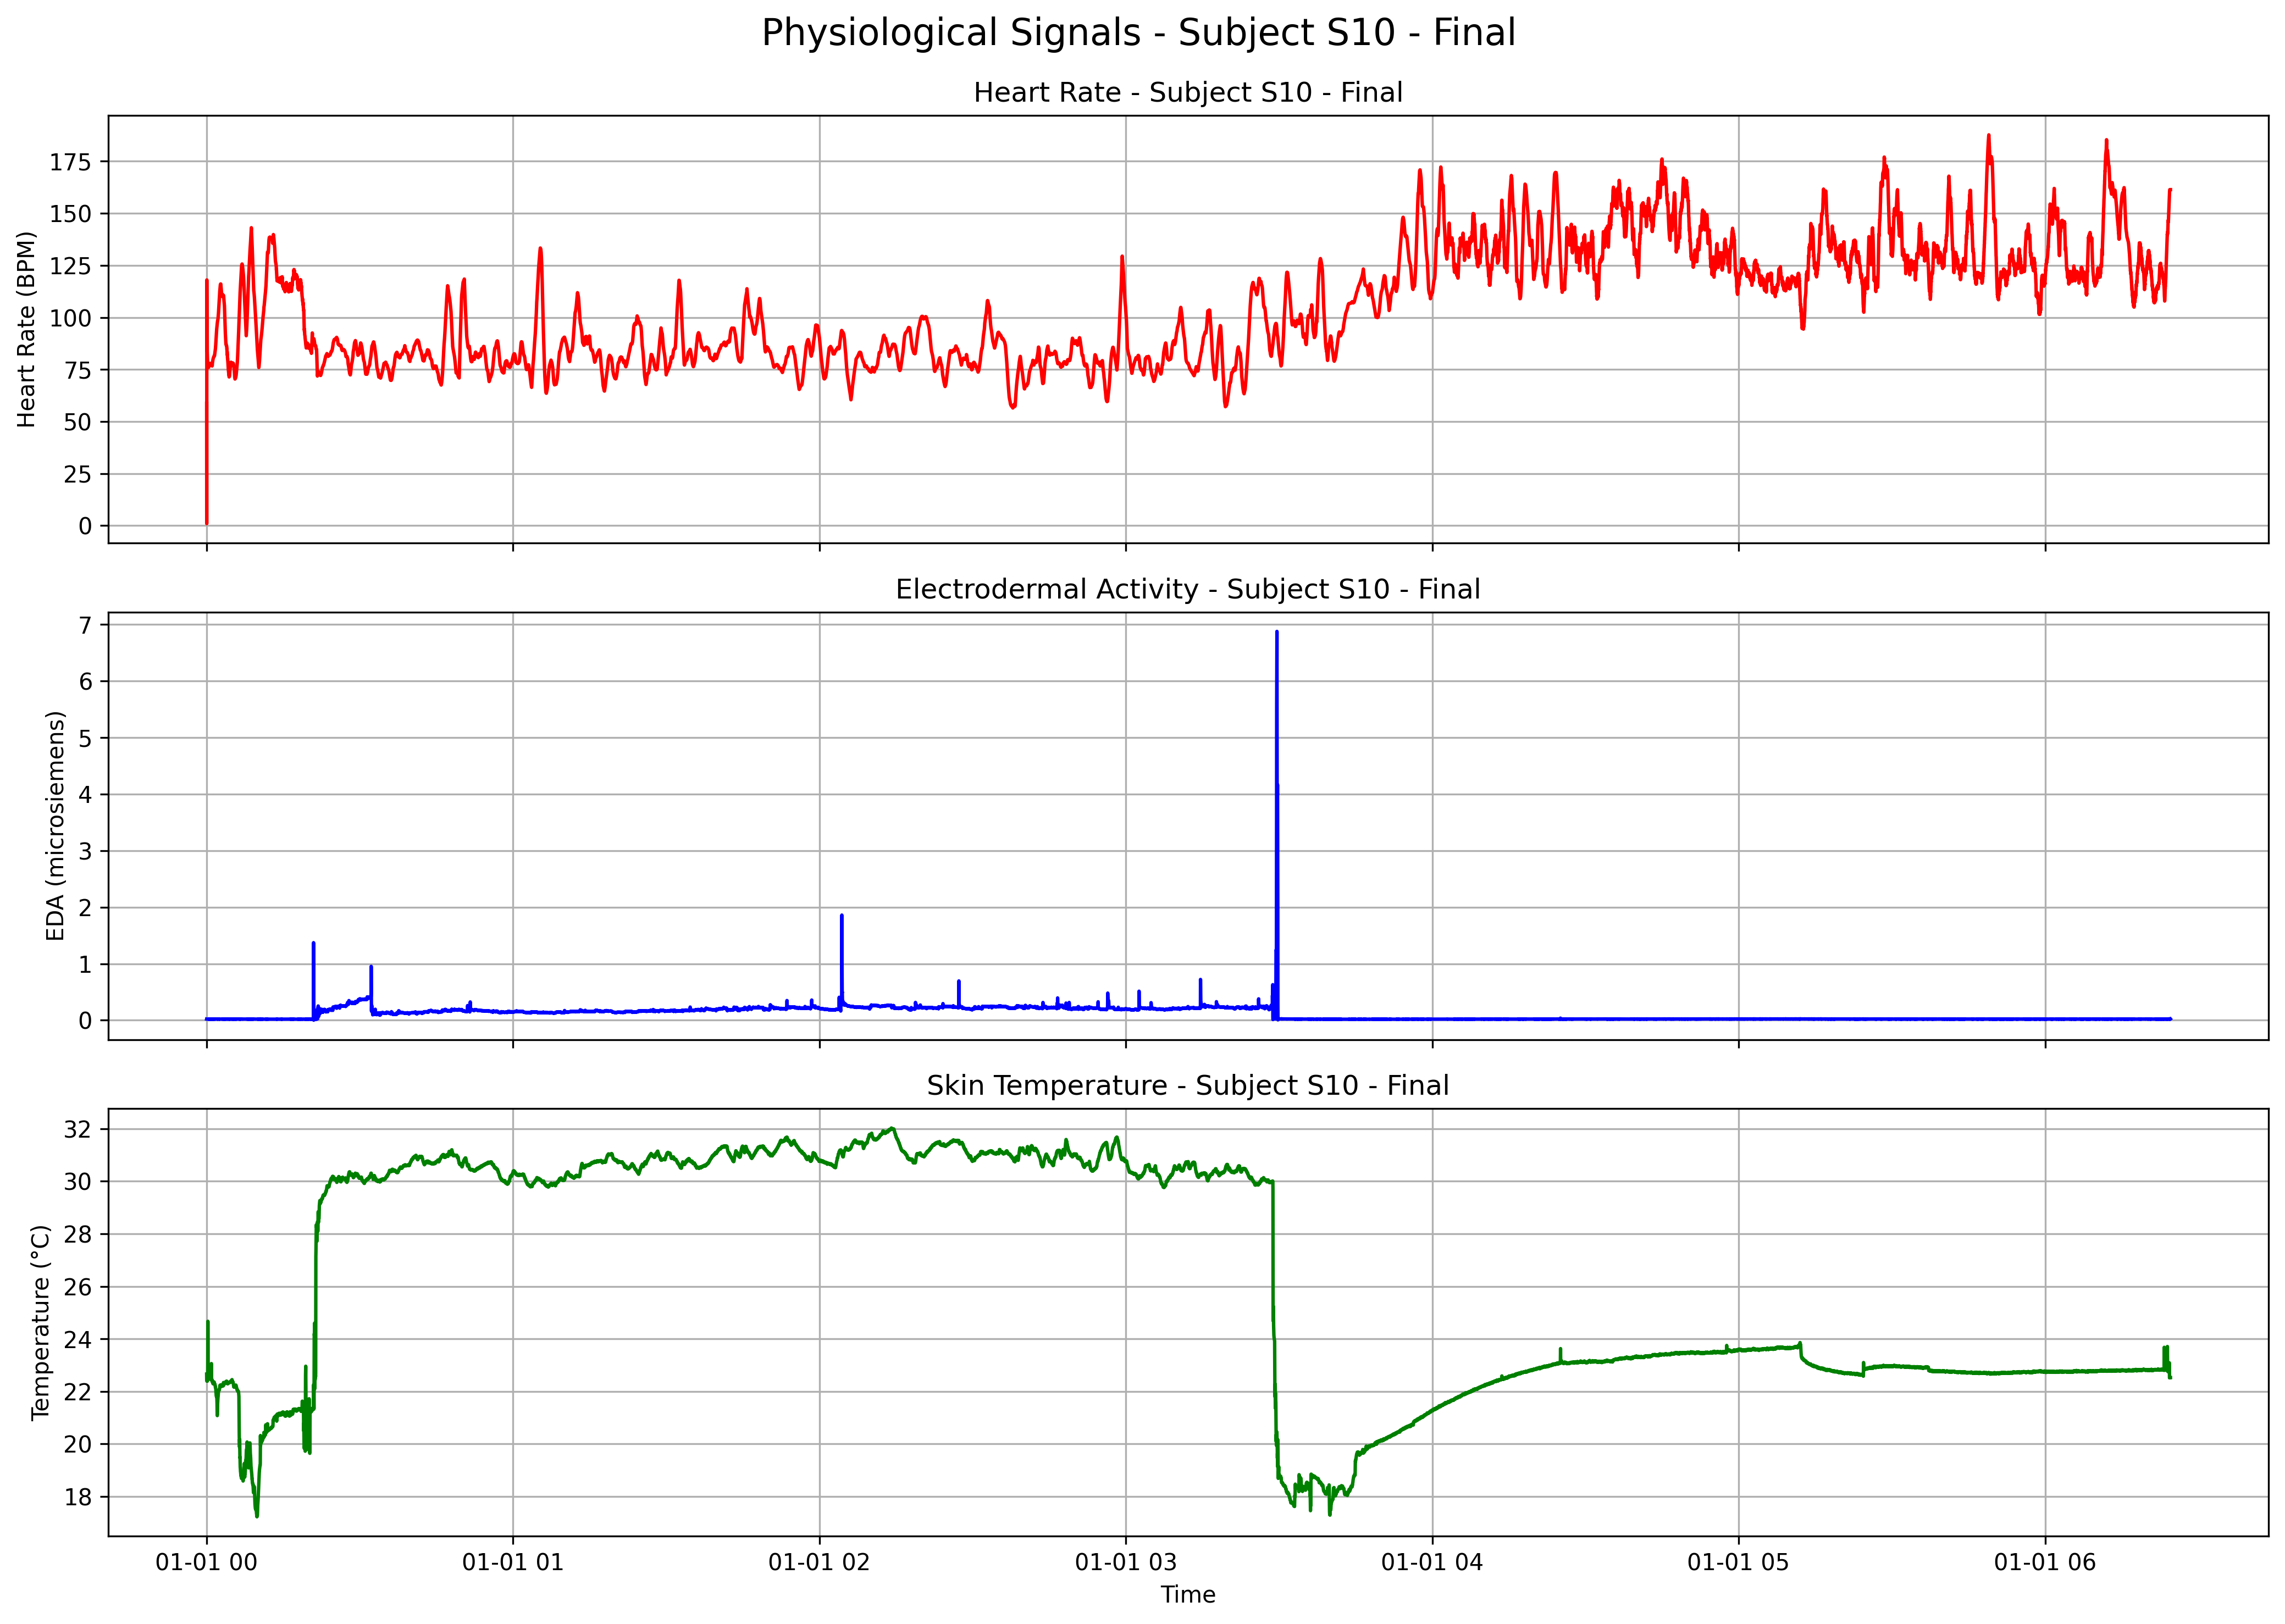 Physiological Signals - Subject S10 - Final
Heart Rate - Subject S10 - Final
Heart Rate (BPM)
175
150
125
100
75
50
25
0
Electrodermal Activity - Subject S10 - Final
EDA (microsiemens)
7
6
5
4
3
2
1
0
Skin Temperature - Subject S10 - Final
Temperature (°C)
32
30
28
26
24
22
20
18
01-01 00 01-01 01 01-01 02 01-01 03 01-01 04 01-01 05 01-01 06
Time